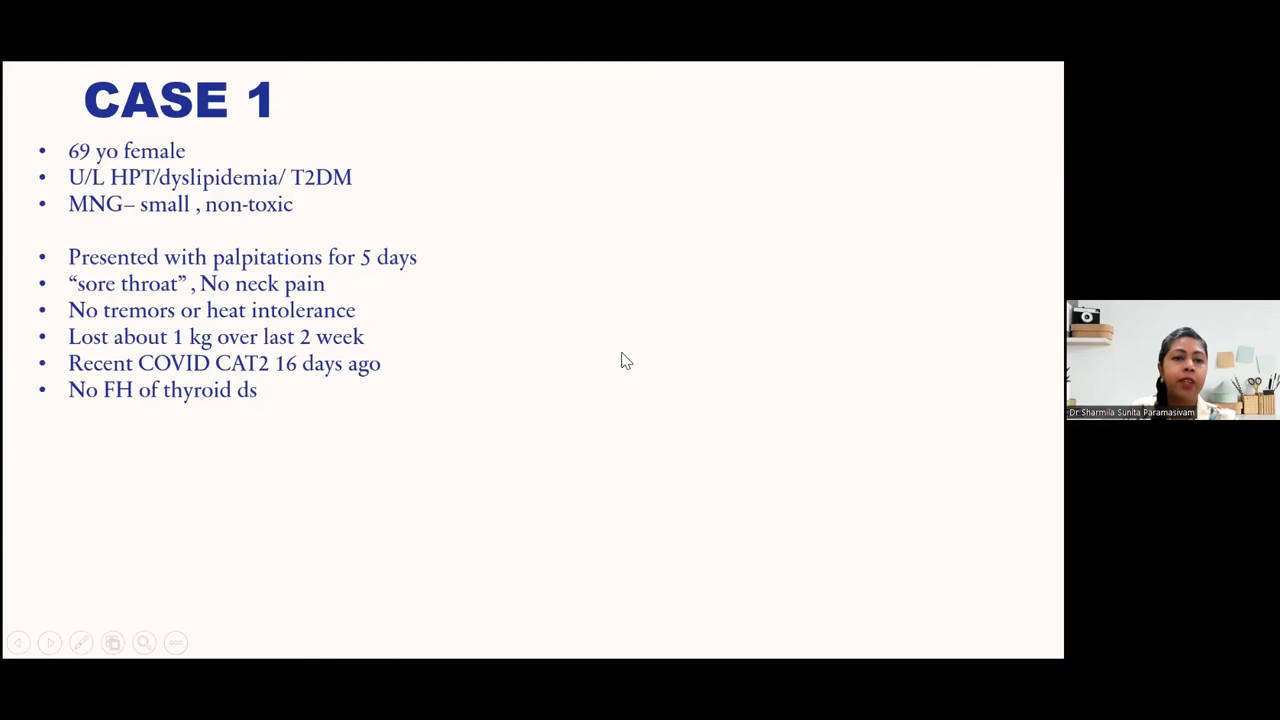 CASE 1
• 69 yo female
• U/L HPT/dyslipidemia/ T2DM
• MNG– small , non-toxic
• Presented with palpitations for 5 days
• “sore throat” , No neck pain
• No tremors or heat intolerance
• Lost about 1 kg over last 2 week
• Recent COVID CAT2 16 days ago
• No FH of thyroid ds
Dr Sharmila Sunita Paramasivam